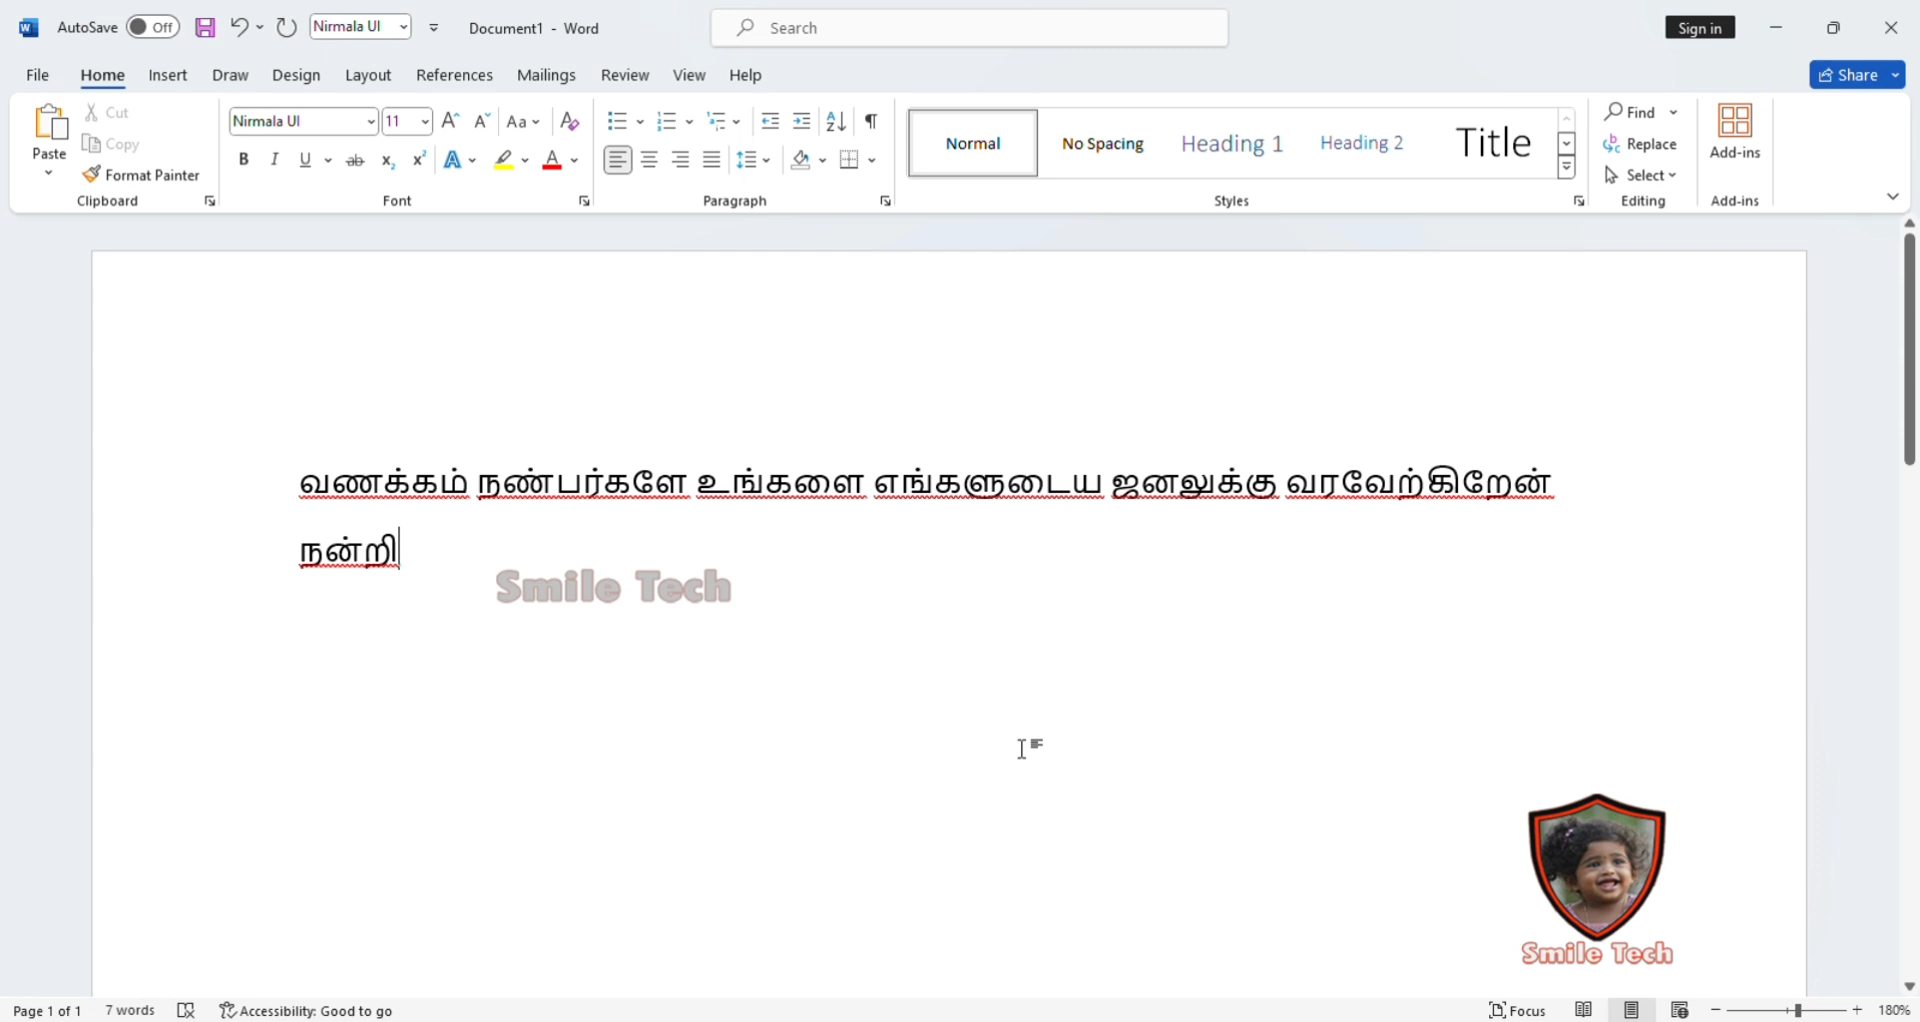 AutoSave Off Nirmala UI Document1 - Word Search Sign in
File Home Insert Draw Design Layout References Mailings Review View Help Share
Paste Cut Copy Format Painter Clipboard
Nirmala UI 11 Font
Paragraph
Normal No Spacing Heading 1 Heading 2 Title Styles
Find Replace Select Editing
Add-ins Add-ins
வணக்கம் நண்பர்களே உங்களை எங்களுடைய ஜனலுக்கு வரவேற்கிறேன்
நன்றி
Smile Tech
Smile Tech
Page 1 of 1 7 words Accessibility: Good to go Focus 180%